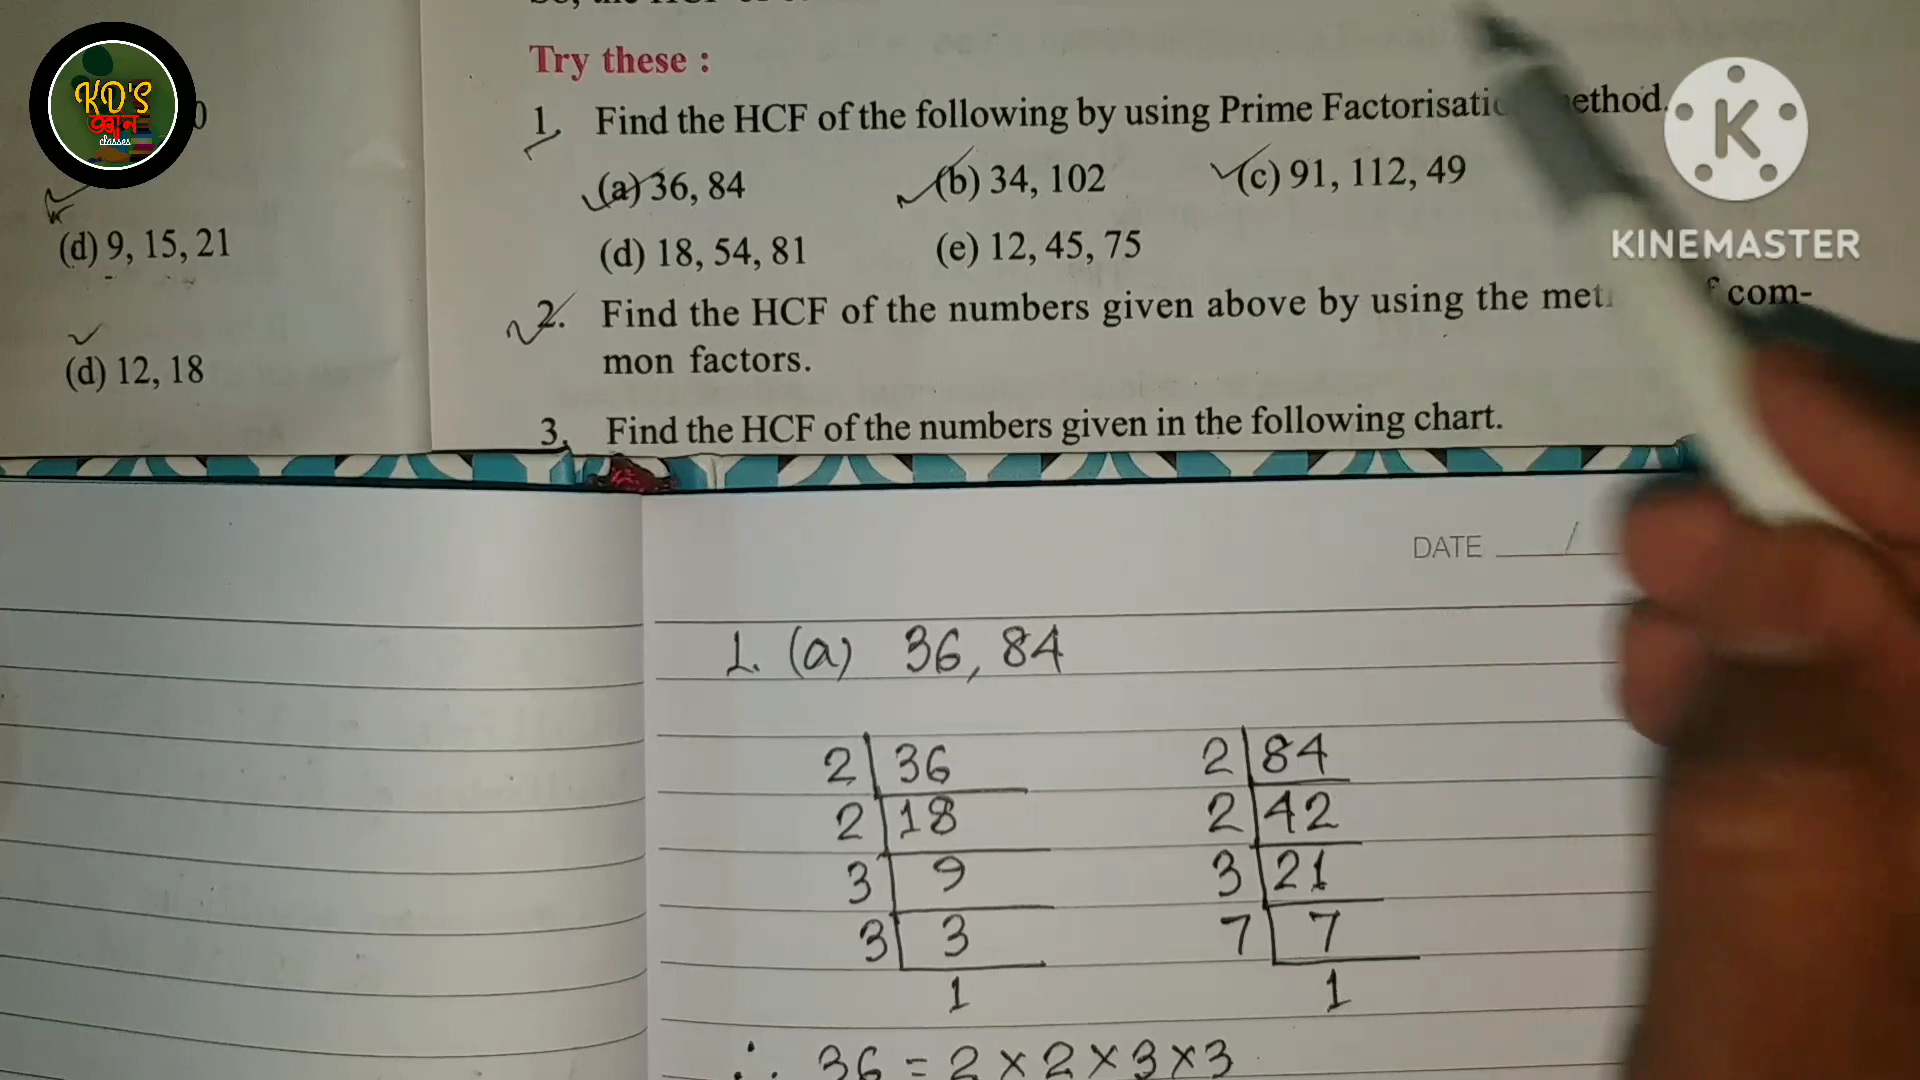 KD'S
জ্ঞান
classes
(d) 9, 15, 21
(d) 12, 18
Try these :
1. Find the HCF of the following by using Prime
(a) 36, 84 (b) 34, 102 (c) 91, 112, 49
(d) 18, 54, 81 (e) 12, 45, 75
2. Find the HCF of the numbers given above by using the com-
mon factors.
3. Find the HCF of the numbers given in the following chart.
K
KINEMASTER
DATE /
1. (a) 36, 84
2 36 2 84
2 18 2 42
3 9 3 21
3 3 7 7
1 1
∴ 36 = 2 × 2 × 3 × 3